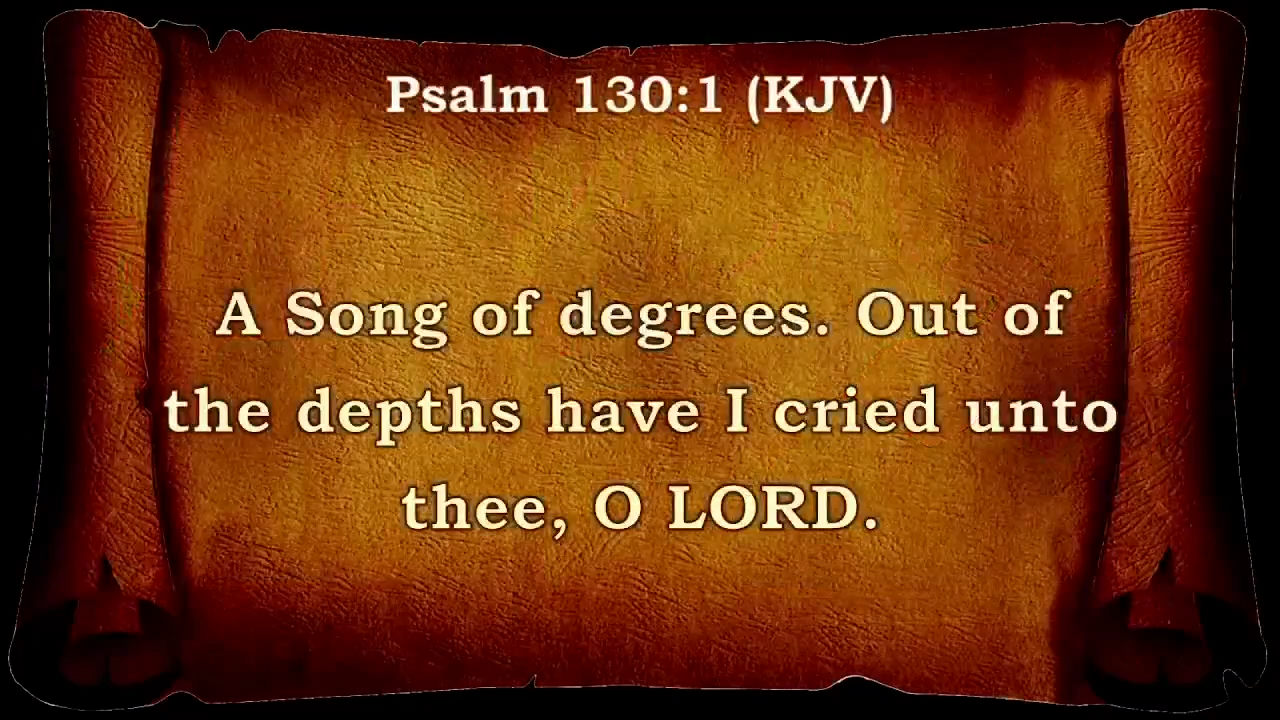 Psalm 130:1 (KJV)
A Song of degrees. Out of
the depths have I cried unto
thee, O LORD.